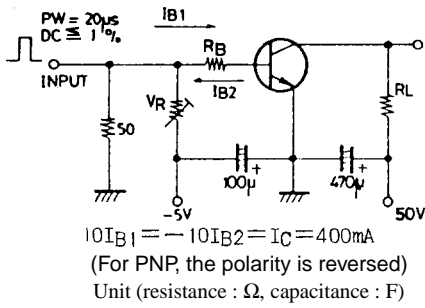 PW = 20μs
DC ≦ 1%
IB1
RB
INPUT
IB2
VR
50
RL
100μ +
470μ +
-5V
50V
10IB1 = -10IB2 = IC = 400mA
(For PNP, the polarity is reversed)
Unit (resistance : Ω, capacitance : F)